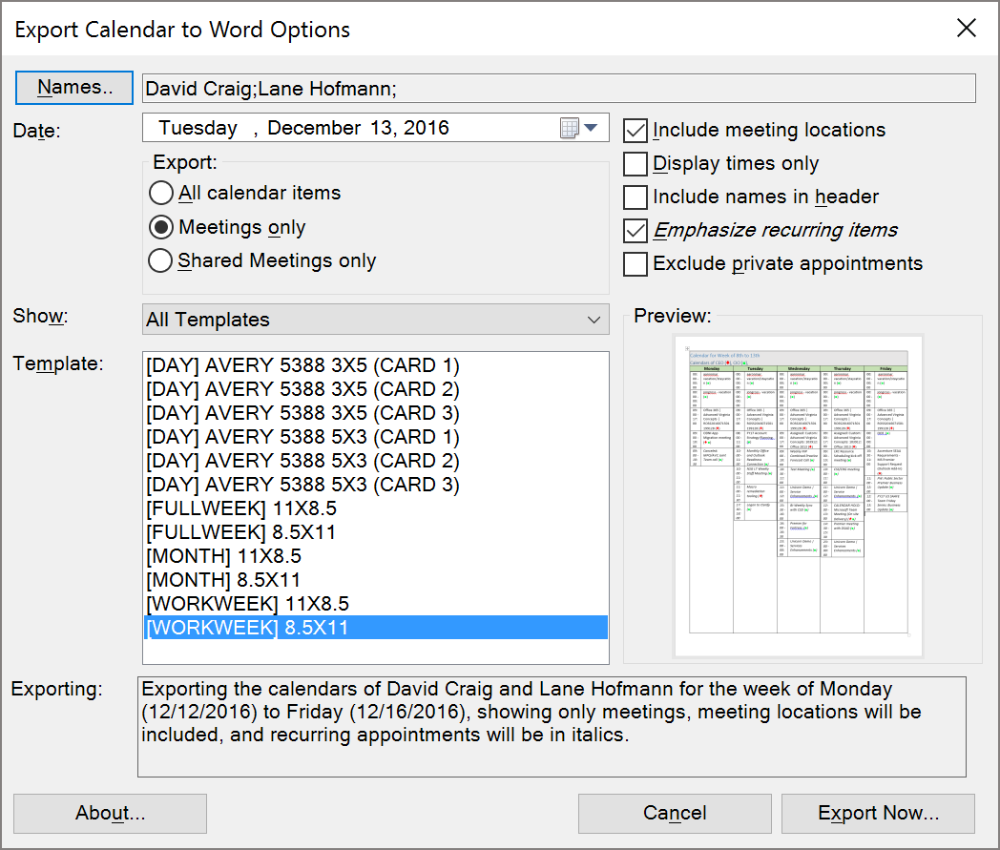 Export Calendar to Word Options
Names..
David Craig;Lane Hofmann;
Date:
Tuesday , December 13, 2016
Export:
All calendar items
Meetings only
Shared Meetings only
Include meeting locations
Display times only
Include names in header
Emphasize recurring items
Exclude private appointments
Show:
All Templates
Template:
[DAY] AVERY 5388 3X5 (CARD 1)
[DAY] AVERY 5388 3X5 (CARD 2)
[DAY] AVERY 5388 3X5 (CARD 3)
[DAY] AVERY 5388 5X3 (CARD 1)
[DAY] AVERY 5388 5X3 (CARD 2)
[DAY] AVERY 5388 5X3 (CARD 3)
[FULLWEEK] 11X8.5
[FULLWEEK] 8.5X11
[MONTH] 11X8.5
[MONTH] 8.5X11
[WORKWEEK] 11X8.5
[WORKWEEK] 8.5X11
Preview:
Monday Tuesday Wednesday Thursday Friday
Exporting:
Exporting the calendars of David Craig and Lane Hofmann for the week of Monday
(12/12/2016) to Friday (12/16/2016), showing only meetings, meeting locations will be
included, and recurring appointments will be in italics.
About...
Cancel
Export Now...